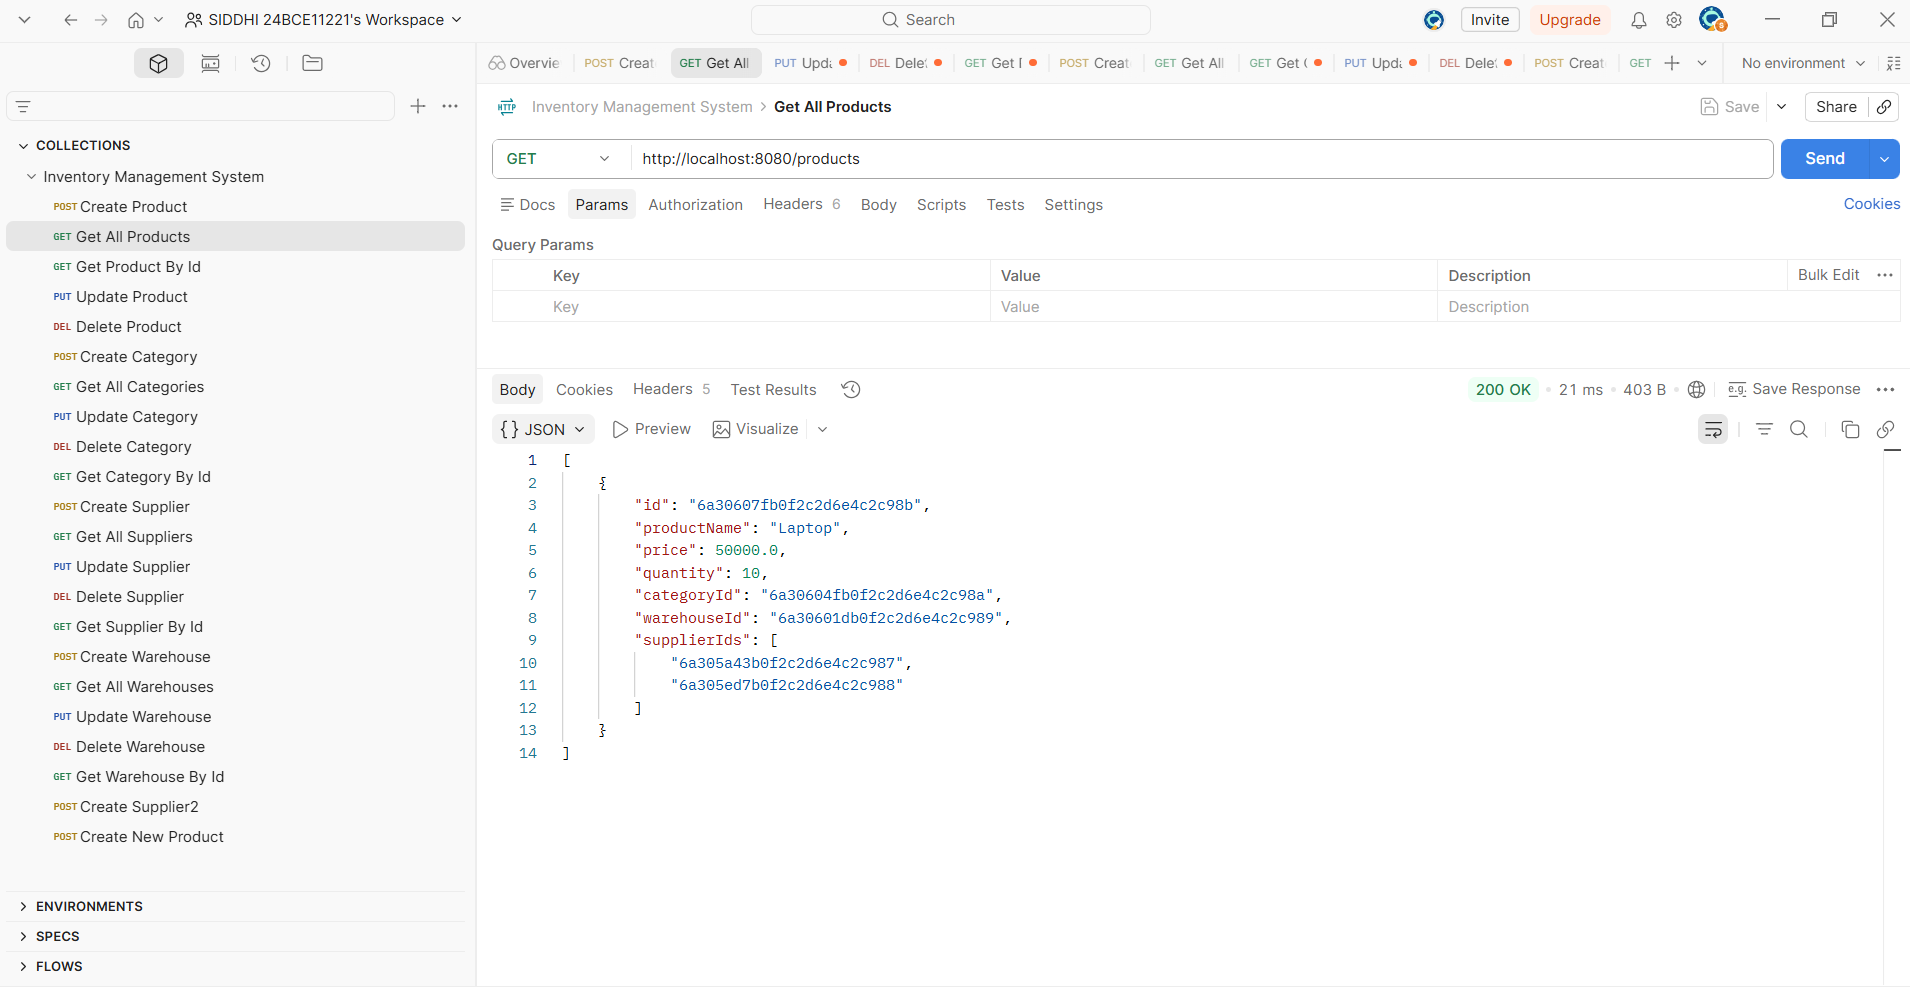 SIDDHI 24BCE11221's Workspace
Search
Invite
Upgrade
6
Overvie
POST Creat
GET Get All
PUT Upda
DEL Delet
GET Get
POST Creat
GET Get All
GET Get
PUT Upda
DEL Delet
POST Creat
GET
No environment
HTTP Inventory Management System > Get All Products
Save
Share
COLLECTIONS
Inventory Management System
POST Create Product
GET Get All Products
GET Get Product By Id
PUT Update Product
DEL Delete Product
POST Create Category
GET Get All Categories
PUT Update Category
DEL Delete Category
GET Get Category By Id
POST Create Supplier
GET Get All Suppliers
PUT Update Supplier
DEL Delete Supplier
GET Get Supplier By Id
POST Create Warehouse
GET Get All Warehouses
PUT Update Warehouse
DEL Delete Warehouse
GET Get Warehouse By Id
POST Create Supplier2
POST Create New Product
ENVIRONMENTS
SPECS
FLOWS
GET http://localhost:8080/products
Send
Docs Params Authorization Headers 6 Body Scripts Tests Settings
Cookies
Query Params
Key Value Description Bulk Edit
Key Value Description
Body Cookies Headers 5 Test Results
200 OK • 21 ms • 403 B •
e.g. Save Response
{} JSON Preview Visualize
1 [
2 {
3 "id": "6a30607fb0f2c2d6e4c2c98b",
4 "productName": "Laptop",
5 "price": 50000.0,
6 "quantity": 10,
7 "categoryId": "6a30604fb0f2c2d6e4c2c98a",
8 "warehouseId": "6a30601db0f2c2d6e4c2c989",
9 "supplierIds": [
10 "6a305a43b0f2c2d6e4c2c987",
11 "6a305ed7b0f2c2d6e4c2c988"
12 ]
13 }
14 ]